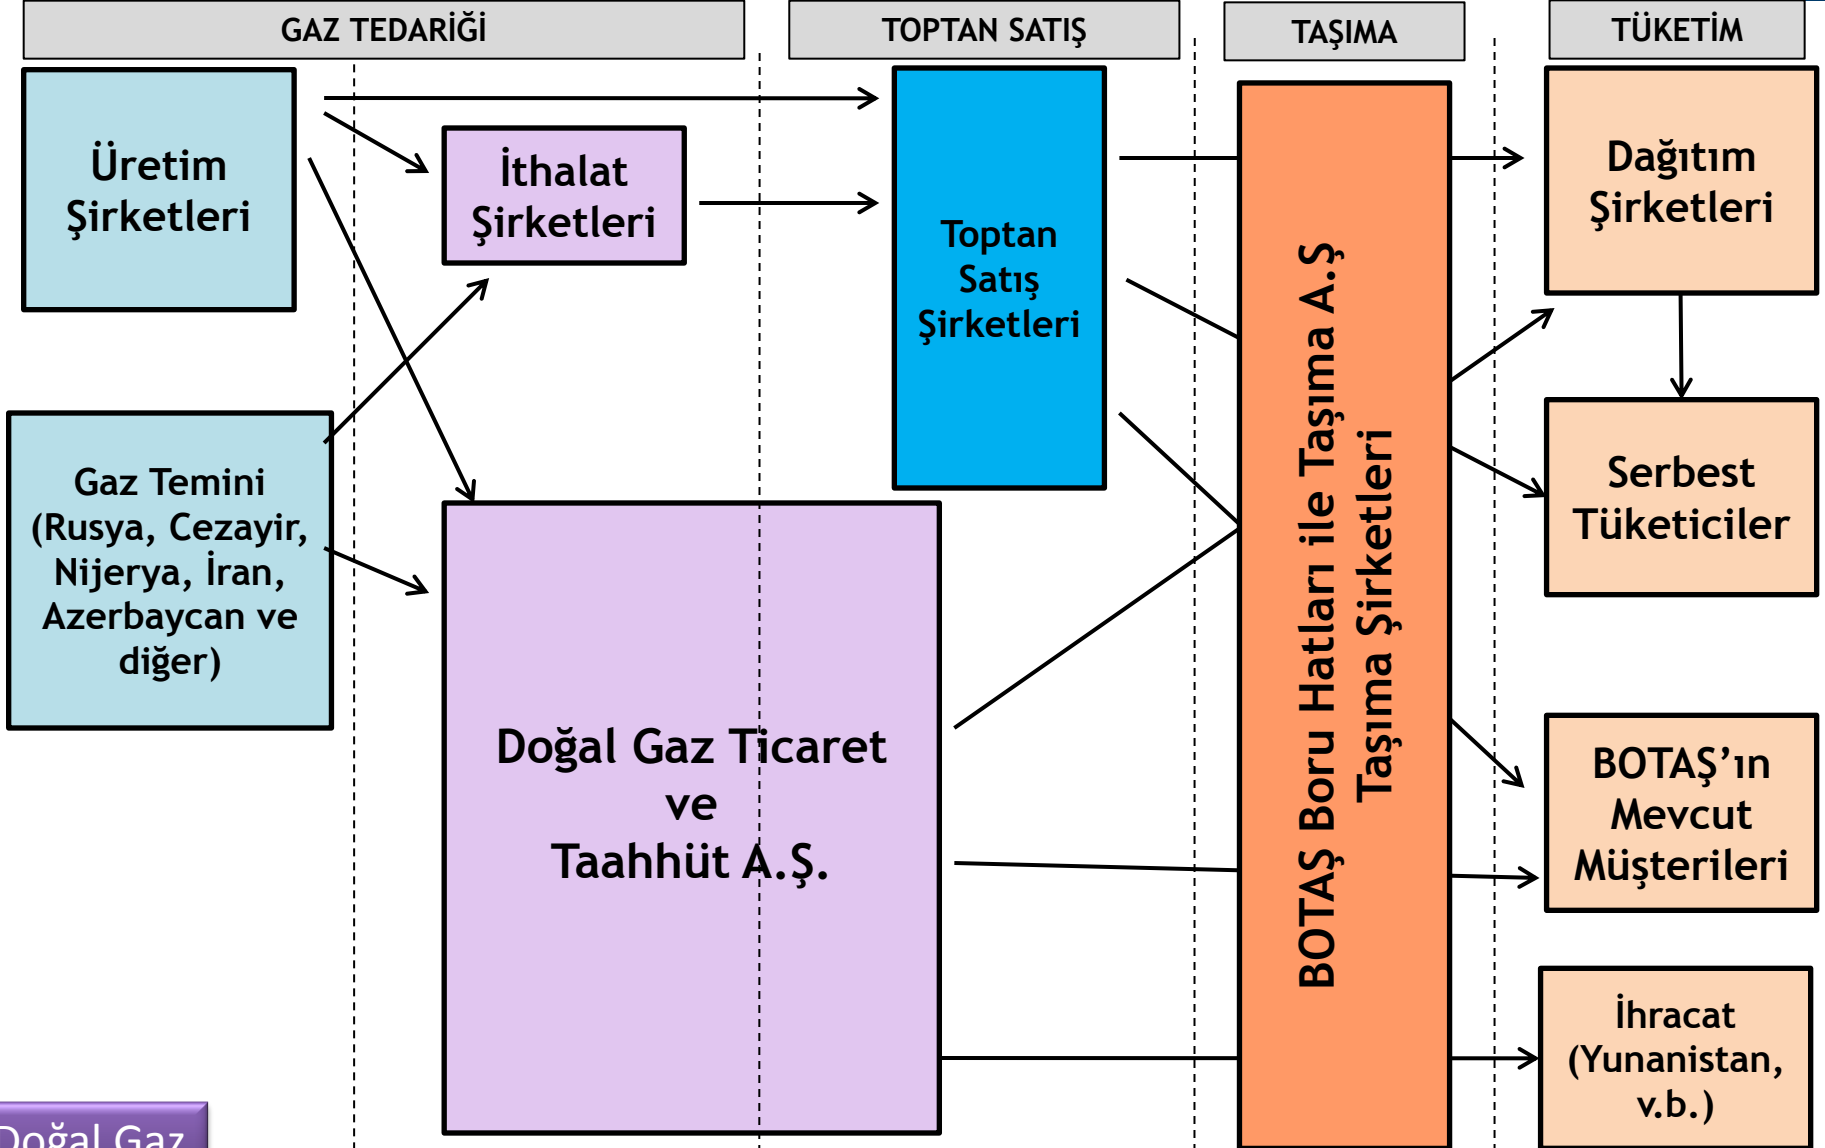 GAZ TEDARİĞİ
TOPTAN SATIŞ
TAŞIMA
TÜKETİM
Üretim
Şirketleri
İthalat
Şirketleri
Toptan
Satış
Şirketleri
Dağıtım
Şirketleri
Gaz Temini
(Rusya, Cezayir,
Nijerya, İran,
Azerbaycan ve
diğer)
Serbest
Tüketiciler
Doğal Gaz Ticaret
ve
Taahhüt A.Ş.
BOTAŞ Boru Hatları ile Taşıma A.Ş
Taşıma Şirketleri
BOTAŞ’ın
Mevcut
Müşterileri
İhracat
(Yunanistan,
v.b.)
Doğal Gaz